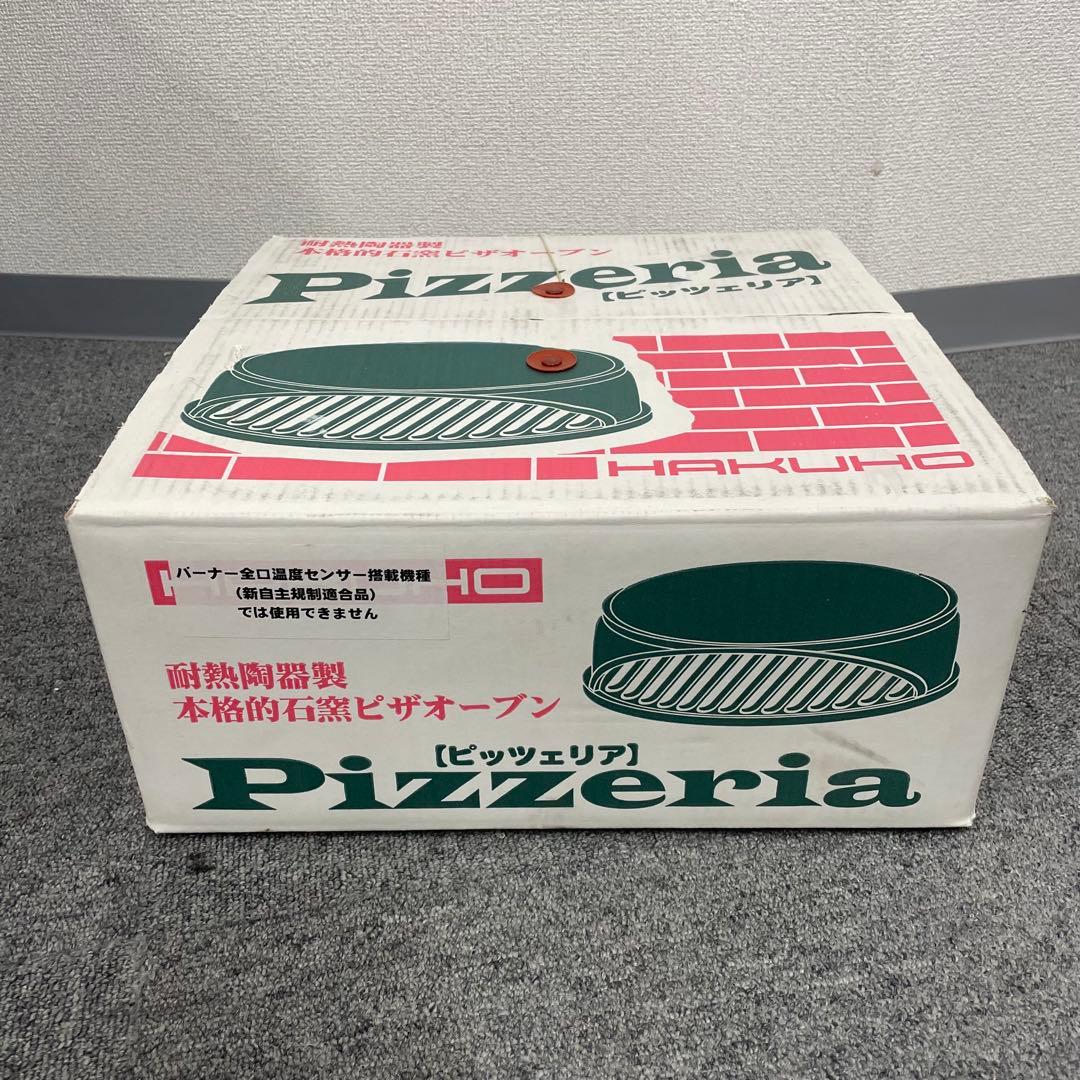 耐熱陶器製
本格的石窯ピザオーブン
Pizzeria
【ピッツェリア】
HAKUHO
HO
バーナー全口温度センサー搭載機種
(新自主規制適合品)
では使用できません
耐熱陶器製
本格的石窯ピザオーブン
【ピッツェリア】
Pizzeria